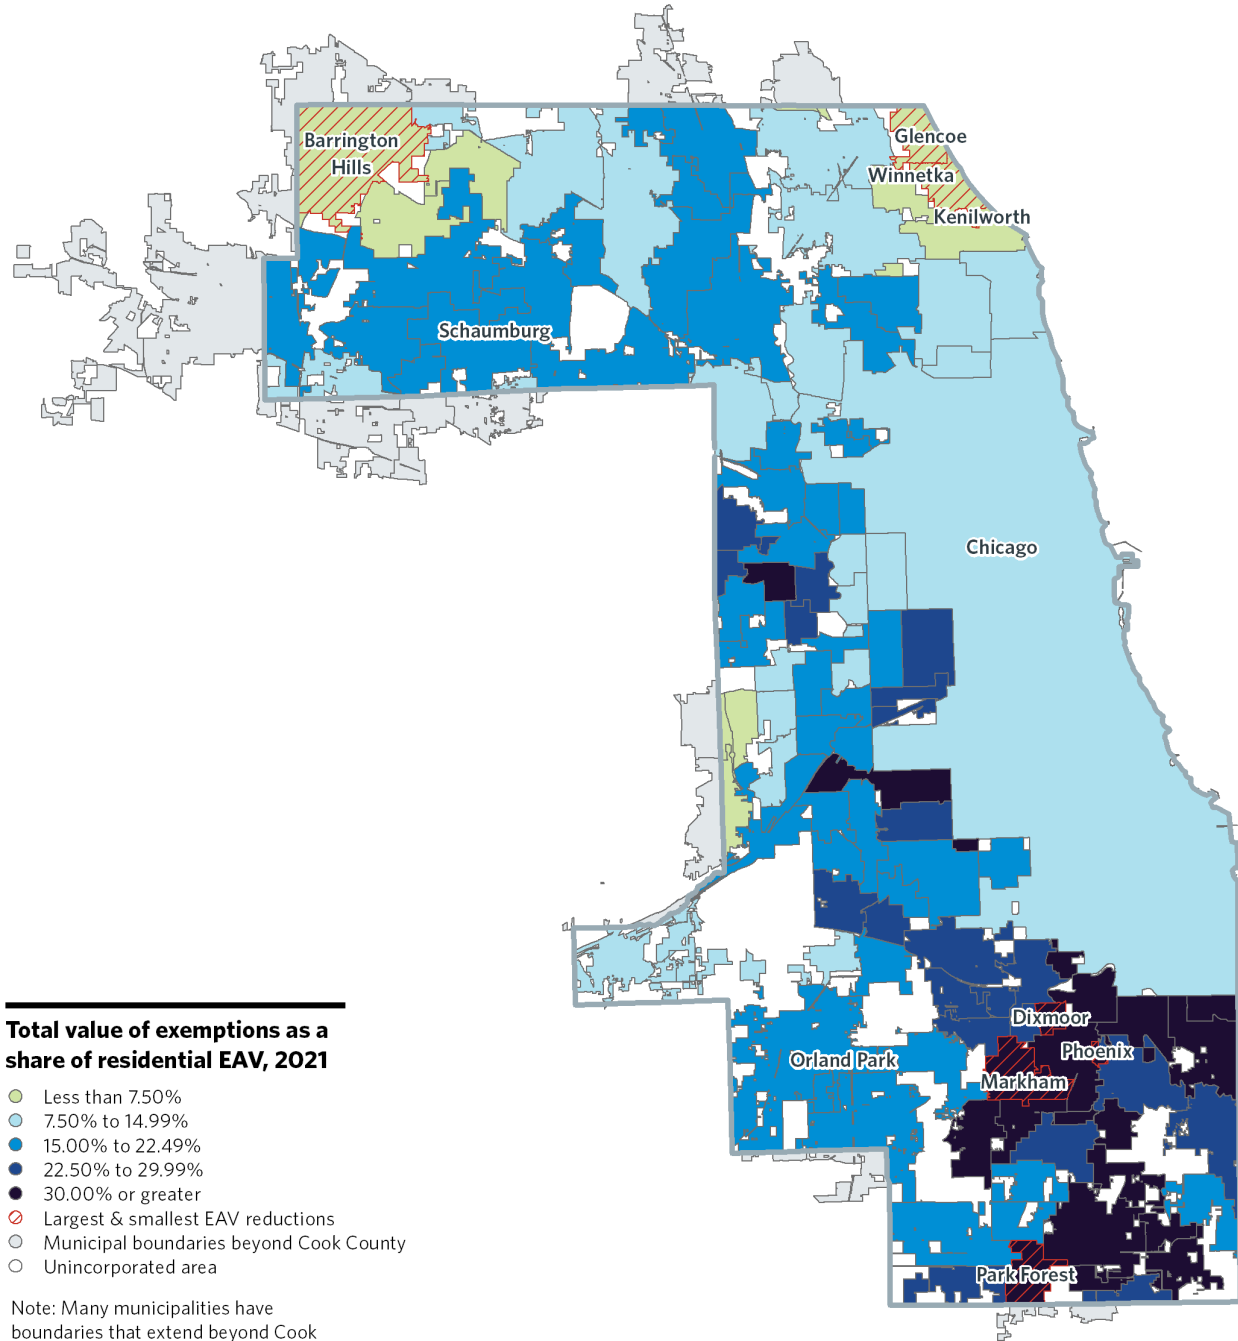 Barrington
Hills
Glencoe
Winnetka
Kenilworth
Schaumburg
Chicago
Dixmoor
Phoenix
Orland Park
Markham
Park Forest
Total value of exemptions as a
share of residential EAV, 2021
Less than 7.50%
7.50% to 14.99%
15.00% to 22.49%
22.50% to 29.99%
30.00% or greater
Largest & smallest EAV reductions
Municipal boundaries beyond Cook County
Unincorporated area
Note: Many municipalities have
boundaries that extend beyond Cook